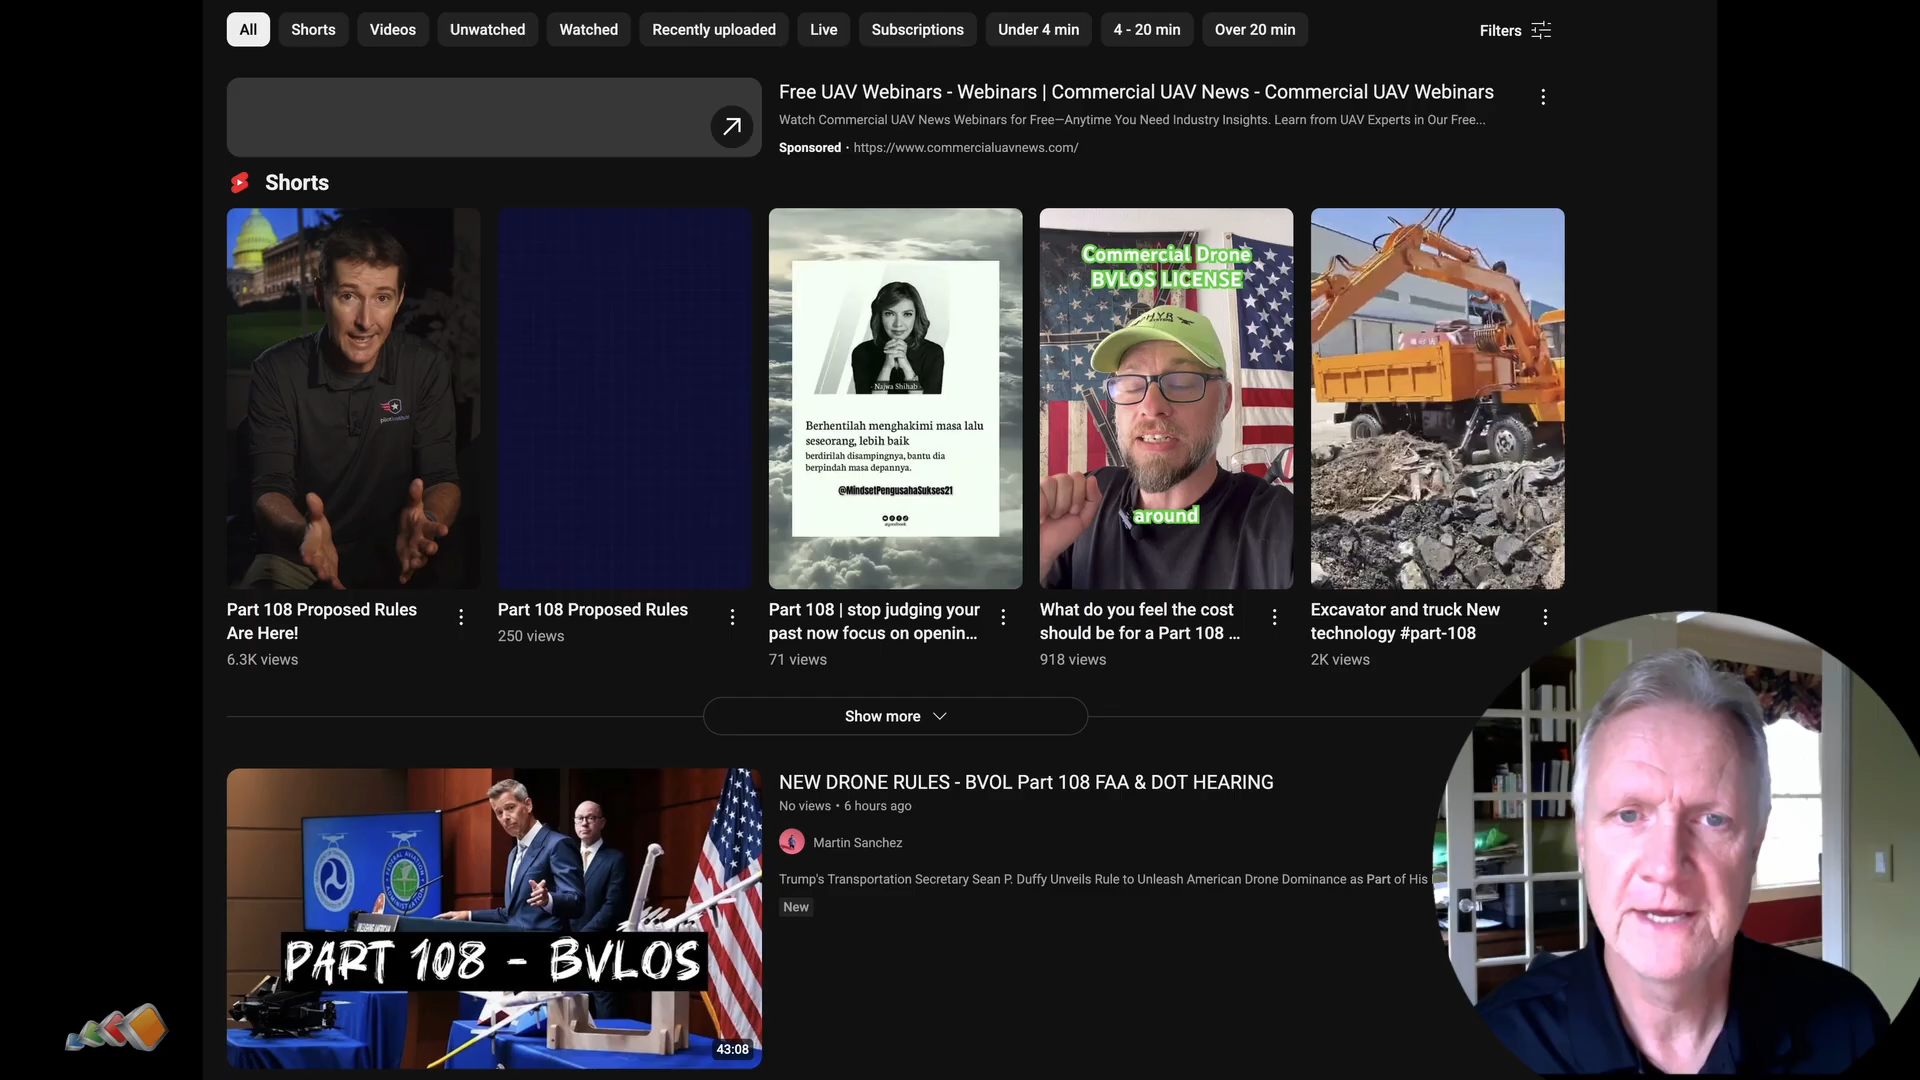 All
Shorts
Videos
Unwatched
Watched
Recently uploaded
Live
Subscriptions
Under 4 min
4 - 20 min
Over 20 min
Filters
Free UAV Webinars - Webinars | Commercial UAV News - Commercial UAV Webinars
Watch Commercial UAV News Webinars for Free—Anytime You Need Industry Insights. Learn from UAV Experts in Our Free...
Sponsored · https://www.commercialuavnews.com/
Shorts
- Najwa Shihab -
Berhentilah menghakimi masa lalu
seseorang, lebih baik
berdirilah disampingnya, bantu dia
berpindah masa depannya.
@MindsetPengusahaSukses21
Commercial Drone
BVLOS LICENSE
around
Part 108 Proposed Rules
Are Here!
6.3K views
Part 108 Proposed Rules
250 views
Part 108 | stop judging your
past now focus on openin...
71 views
What do you feel the cost
should be for a Part 108 ...
918 views
Excavator and truck New
technology #part-108
2K views
Show more
PART 108 - BVLOS
43:08
NEW DRONE RULES - BVOL Part 108 FAA & DOT HEARING
No views • 6 hours ago
Martin Sanchez
Trump's Transportation Secretary Sean P. Duffy Unveils Rule to Unleash American Drone Dominance as Part of His
New